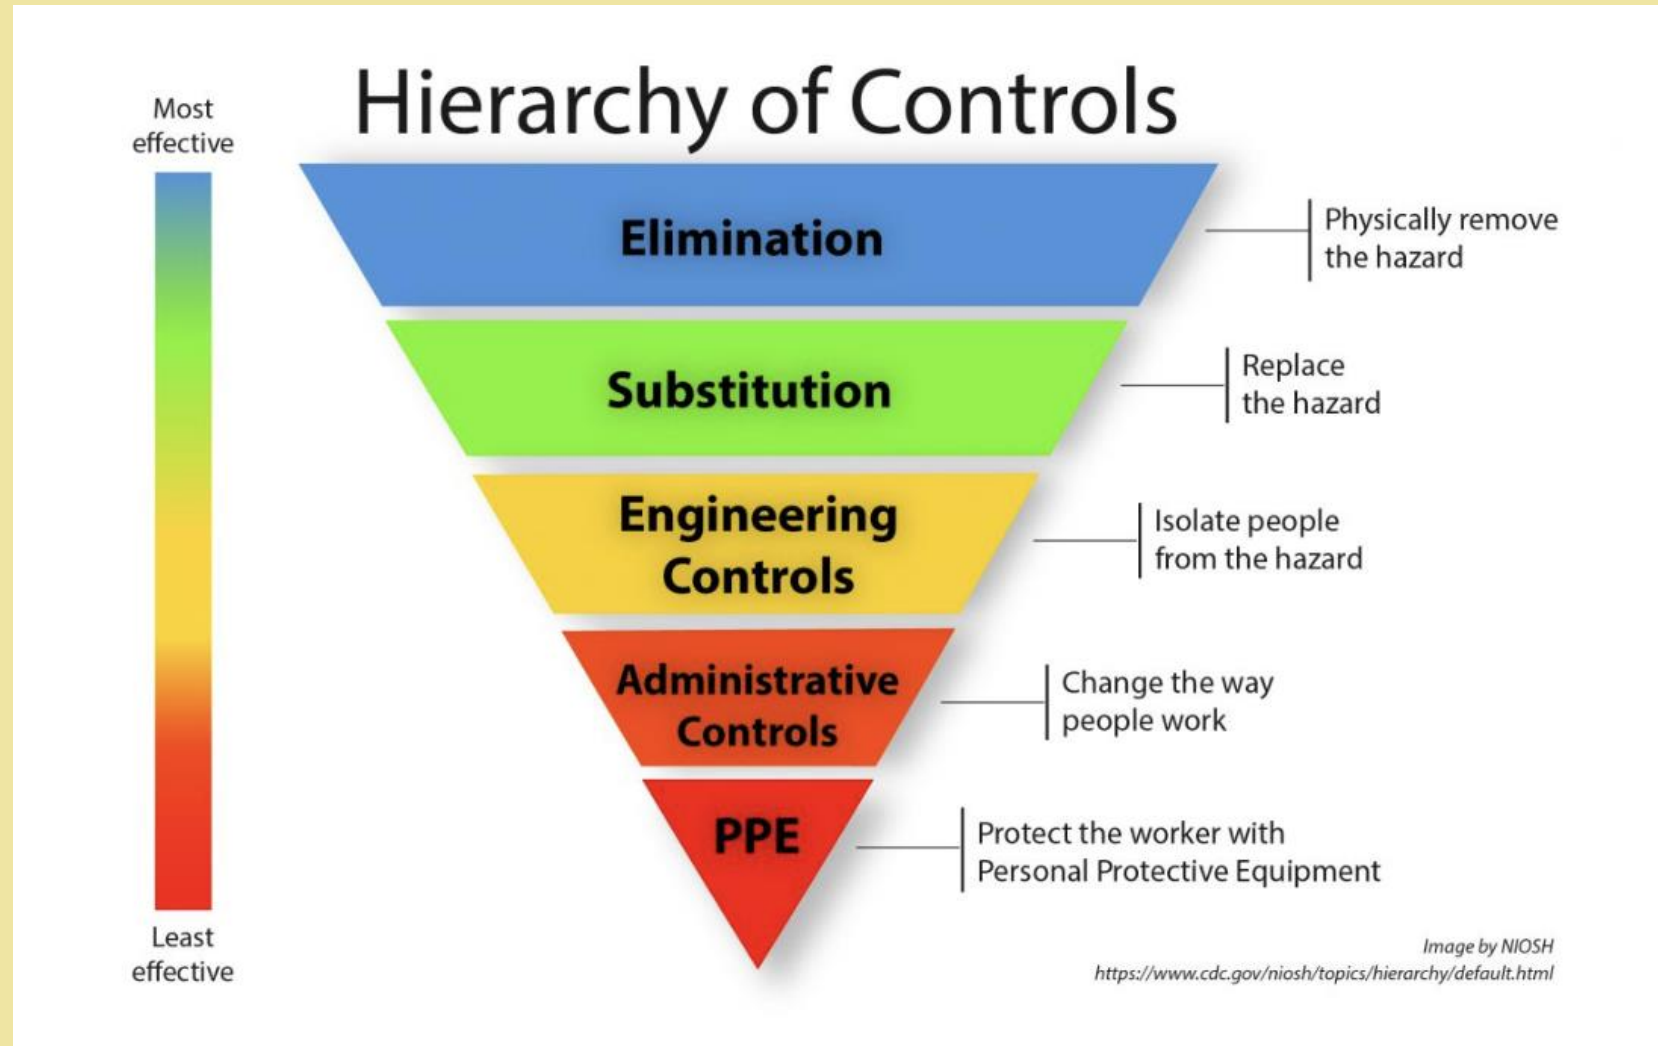 Hierarchy of Controls
Most
effective
Elimination
Physically remove
the hazard
Substitution
Replace
the hazard
Engineering
Controls
Isolate people
from the hazard
Administrative
Controls
Change the way
people work
PPE
Protect the worker with
Personal Protective Equipment
Least
effective
Image by NIOSH
https://www.cdc.gov/niosh/topics/hierarchy/default.html